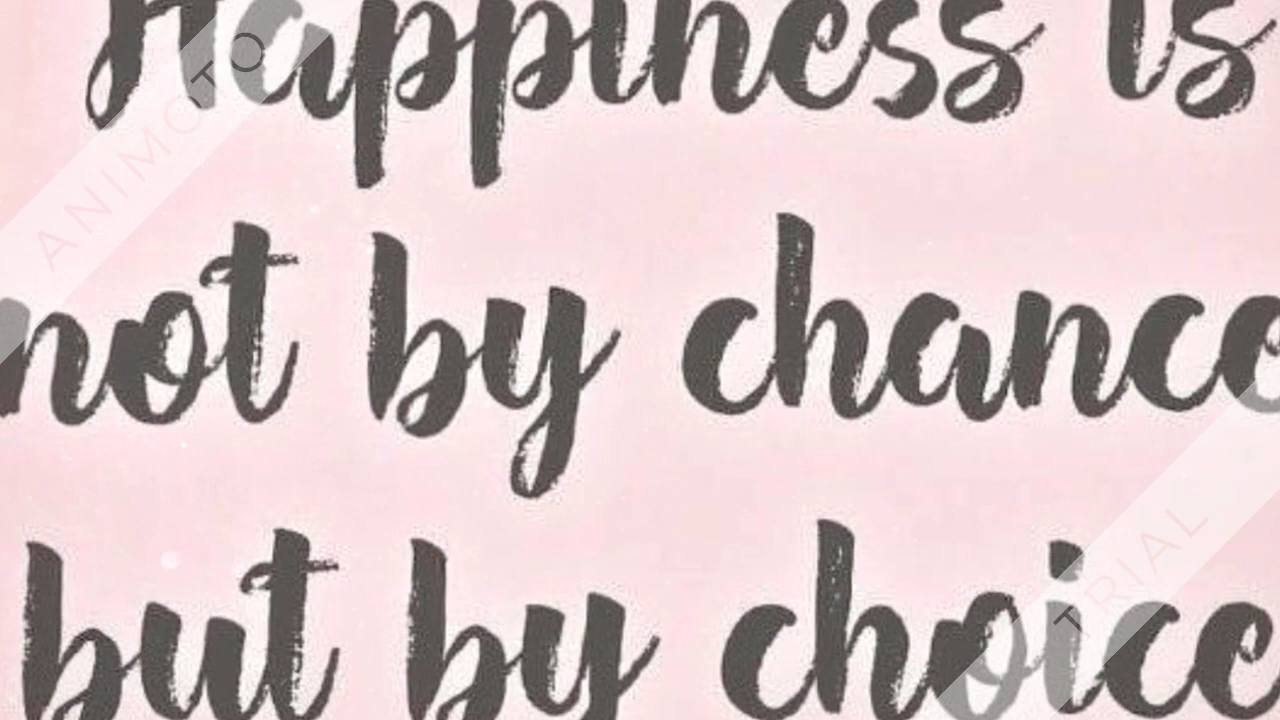 Happiness is
not by chance
but by choice
ANIMOTO
TRIAL